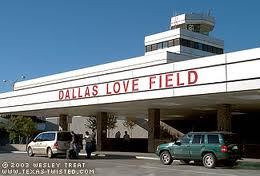 DALLAS LOVE FIELD
© 2003 WESLEY TREAT
WWW.TEXAS-TWISTED.COM